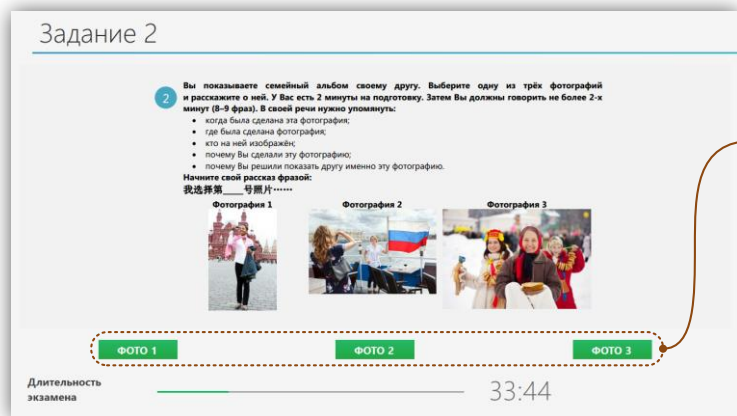 Задание 2
2
Вы показываете семейный альбом своему другу. Выберите одну из трёх фотографий
и расскажите о ней. У Вас есть 2 минуты на подготовку. Затем Вы должны говорить не более 2-х
минут (8–9 фраз). В своей речи нужно упомянуть:
• когда была сделана эта фотография;
• где была сделана фотография;
• кто на ней изображён;
• почему Вы сделали эту фотографию;
• почему Вы решили показать другу именно эту фотографию.
Начните свой рассказ фразой:
我选择第____号照片……
Фотография 1
Фотография 2
Фотография 3
ФОТО 1
ФОТО 2
ФОТО 3
Длительность
экзамена
33:44